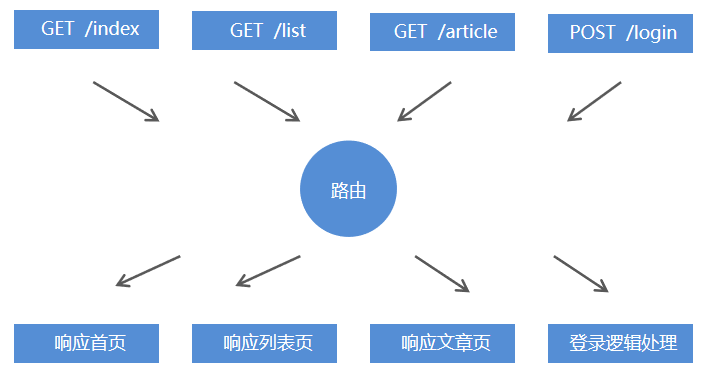 GET /index
GET /list
GET /article
POST /login
路由
响应首页
响应列表页
响应文章页
登录逻辑处理